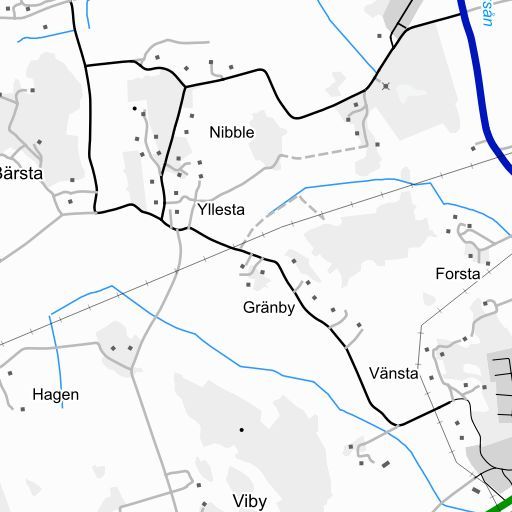 Nibble
Bärsta
Yllesta
Forsta
Gränby
Vänsta
Hagen
Viby